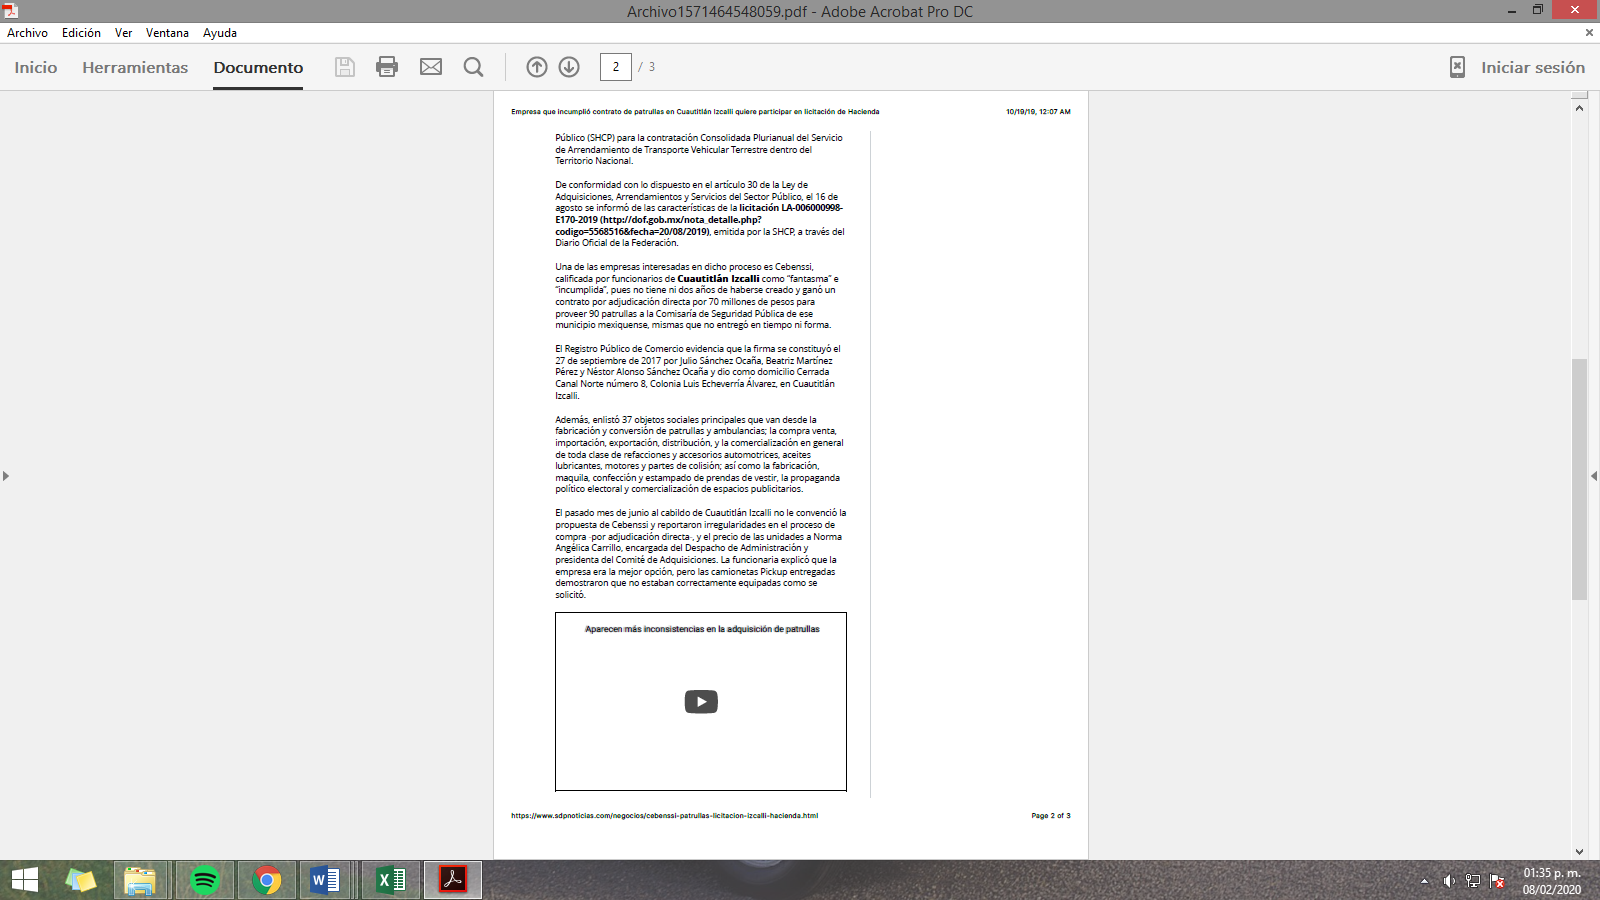 Archivo1571464548059.pdf - Adobe Acrobat Pro DC
Archivo Edición Ver Ventana Ayuda
Inicio Herramientas Documento 2 / 3 Iniciar sesión
Empresa que incumplió contrato de patrullas en Cuautitlán Izcalli quiere participar en licitación de Hacienda 10/19/19, 12:07 AM
Público (SHCP) para la contratación Consolidada Plurianual del Servicio
de Arrendamiento de Transporte Vehicular Terrestre dentro del
Territorio Nacional.
De conformidad con lo dispuesto en el artículo 30 de la Ley de
Adquisiciones, Arrendamientos y Servicios del Sector Público, el 16 de
agosto se informó de las características de la licitación LA-006000998-
E170-2019 (http://dof.gob.mx/nota_detalle.php?
codigo=5568516&fecha=20/08/2019), emitida por la SHCP, a través del
Diario Oficial de la Federación.
Una de las empresas interesadas en dicho proceso es Cebenssi,
calificada por funcionarios de Cuautitlán Izcalli como “fantasma” e
“incumplida”, pues no tiene ni dos años de haberse creado y ganó un
contrato por adjudicación directa por 70 millones de pesos para
proveer 90 patrullas a la Comisaría de Seguridad Pública de ese
municipio mexiquense, mismas que no entregó en tiempo ni forma.
El Registro Público de Comercio evidencia que la firma se constituyó el
27 de septiembre de 2017 por Julio Sánchez Ocaña, Beatriz Martínez
Pérez y Néstor Alonso Sánchez Ocaña y dio como domicilio Cerrada
Canal Norte número 8, Colonia Luis Echeverría Álvarez, en Cuautitlán
Izcalli.
Además, enlistó 37 objetos sociales principales que van desde la
fabricación y conversión de patrullas y ambulancias; la compra venta,
importación, exportación, distribución, y la comercialización en general
de toda clase de refacciones y accesorios automotrices, aceites
lubricantes, motores y partes de colisión; así como la fabricación,
maquila, confección y estampado de prendas de vestir, la propaganda
político electoral y comercialización de espacios publicitarios.
El pasado mes de junio al cabildo de Cuautitlán Izcalli no le convenció la
propuesta de Cebenssi y reportaron irregularidades en el proceso de
compra -por adjudicación directa-, y el precio de las unidades a Norma
Angélica Carrillo, encargada del Despacho de Administración y
presidenta del Comité de Adquisiciones. La funcionaria explicó que la
empresa era la mejor opción, pero las camionetas Pickup entregadas
demostraron que no estaban correctamente equipadas como se
solicitó.
Aparecen más inconsistencias en la adquisición de patrullas
https://www.sdpnoticias.com/negocios/cebenssi-patrullas-licitacion-izcalli-hacienda.html Page 2 of 3
01:35 p. m.
08/02/2020